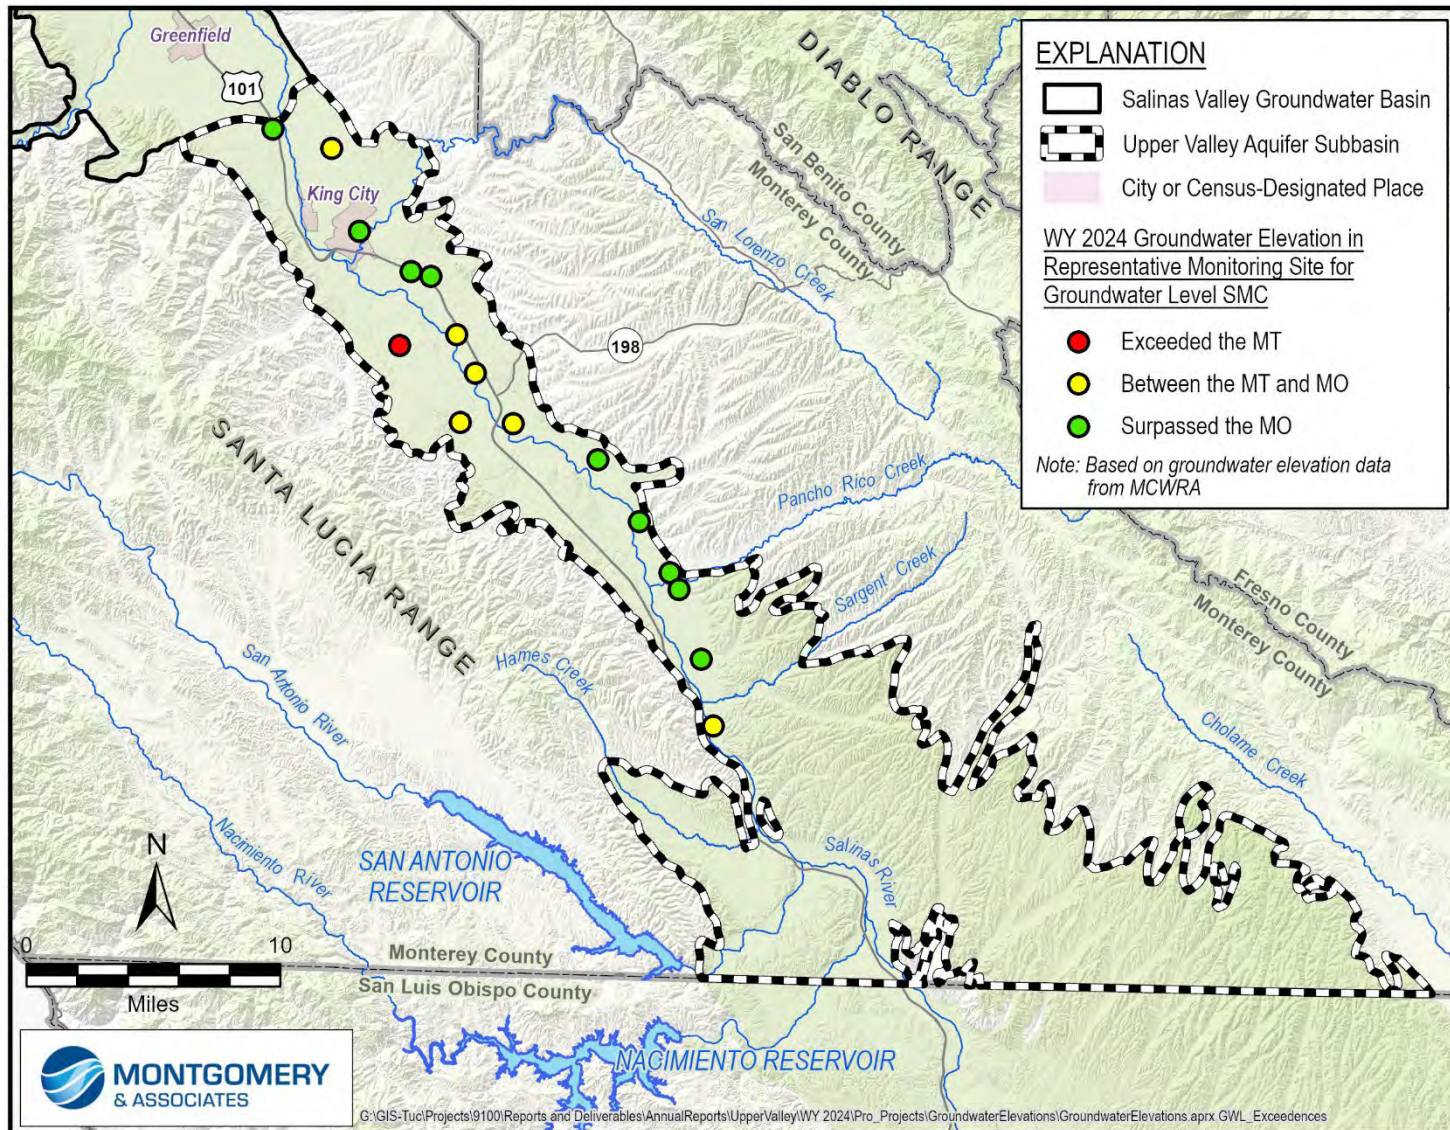 Greenfield
101
King City
DIABLO RANGE
San Benito County
Monterey County
San Lorenzo Creek
198
SANTA LUCIA RANGE
Pancho Rico Creek
Sargent Creek
Hames Creek
San Antonio River
Nacimiento River
Fresno County
Monterey County
Cholame Creek
Salinas River
SAN ANTONIO
RESERVOIR
N
0 10
Miles
Monterey County
San Luis Obispo County
NACIMIENTO RESERVOIR
EXPLANATION
Salinas Valley Groundwater Basin
Upper Valley Aquifer Subbasin
City or Census-Designated Place
WY 2024 Groundwater Elevation in
Representative Monitoring Site for
Groundwater Level SMC
Exceeded the MT
Between the MT and MO
Surpassed the MO
Note: Based on groundwater elevation data
from MCWRA
MONTGOMERY
& ASSOCIATES
G:\GIS-Tuc\Projects\9100\Reports and Deliverables\AnnualReports\UpperValley\WY 2024\Pro_Projects\GroundwaterElevations\GroundwaterElevations.aprx GWL_Exceedences